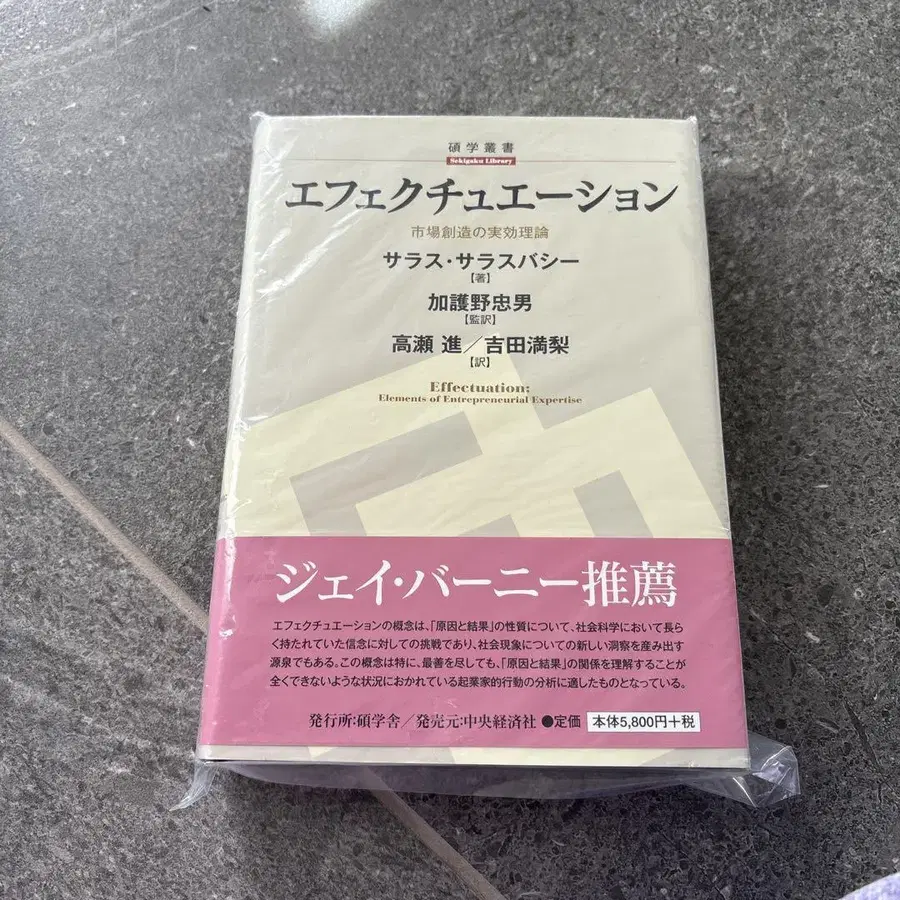 碩学叢書
Sekigaku Library
エフェクチュエーション
市場創造の実効理論
サラス・サラスバシー
【著】
加護野忠男
【監訳】
高瀬 進／吉田満梨
【訳】
Effectuation:
Elements of Entrepreneurial Expertise
ジェイ・バーニー推薦
エフェクチュエーションの概念は、「原因と結果」の性質について、社会科学において長ら
く持たれていた信念に対しての挑戦であり、社会現象についての新しい洞察を産み出す
源泉でもある。この概念は特に、最善を尽しても、「原因と結果」の関係を理解することが
全くできないような状況におかれている起業家的行動の分析に適したものとなっている。
発行所:碩学舎／発売元:中央経済社 ●定価 本体5,800円+税